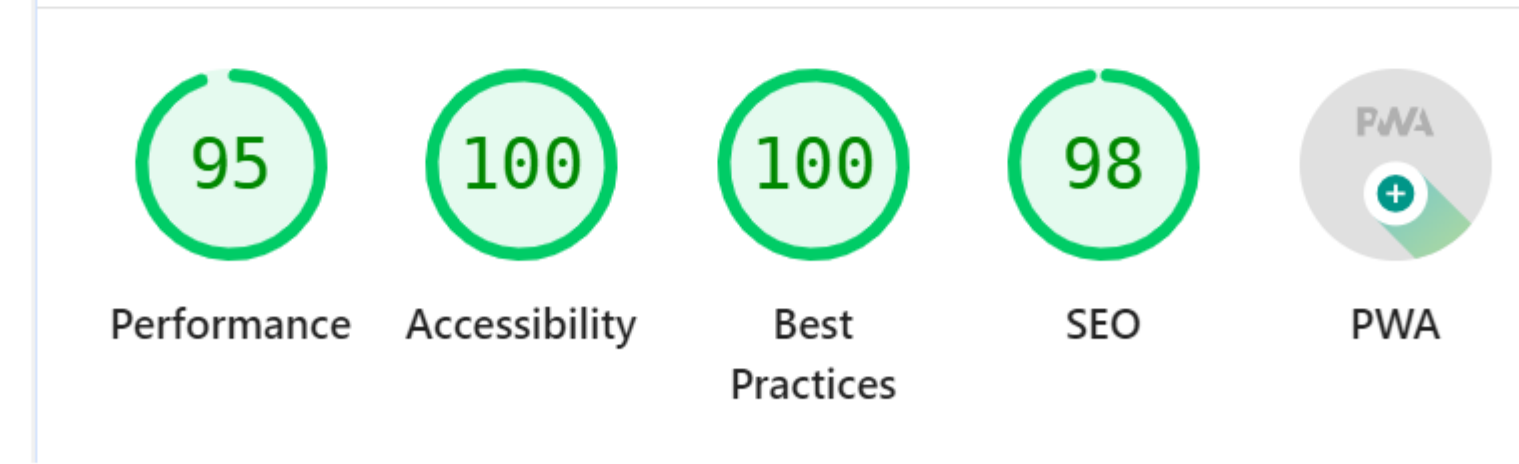 95
100
100
98
PWA
Performance
Accessibility
Best
Practices
SEO
PWA